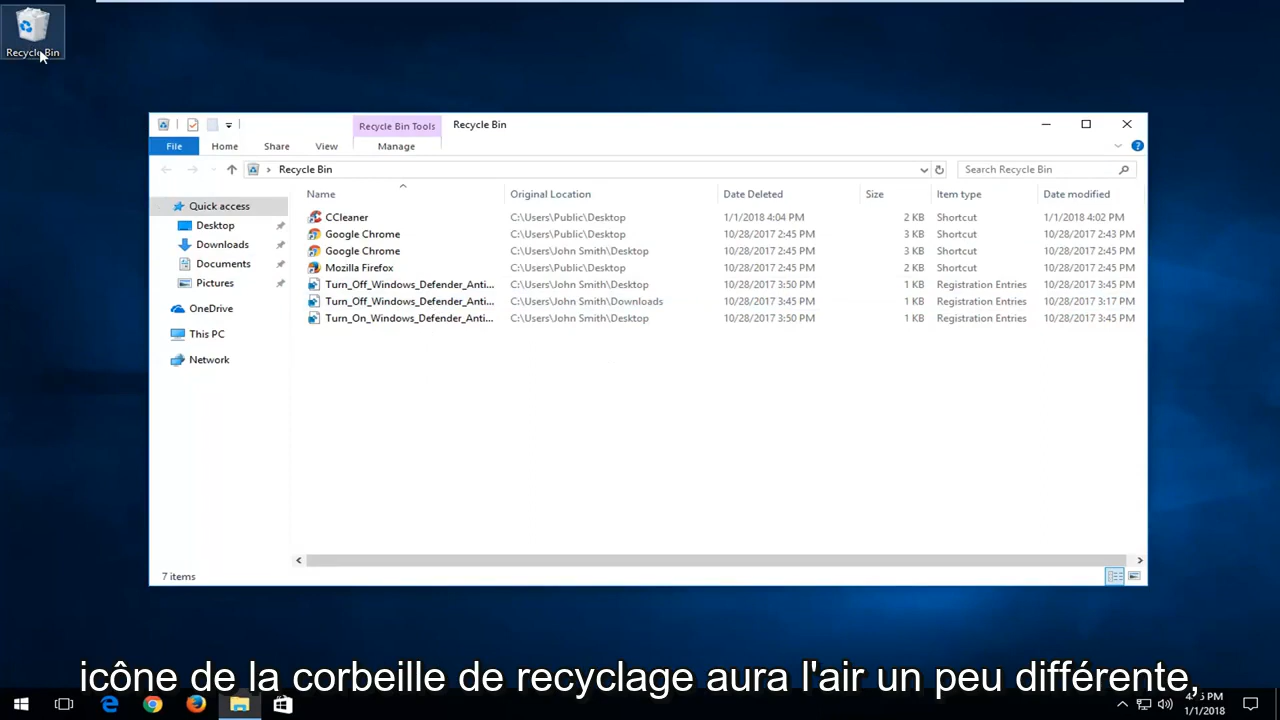 Recycle Bin
Recycle Bin Tools Recycle Bin
File Home Share View Manage
Recycle Bin Search Recycle Bin
Name Original Location Date Deleted Size Item type Date modified
Quick access
Desktop
Downloads
Documents
Pictures
OneDrive
This PC
Network
CCleaner C:\Users\Public\Desktop 1/1/2018 4:04 PM 2 KB Shortcut 1/1/2018 4:02 PM
Google Chrome C:\Users\Public\Desktop 10/28/2017 2:45 PM 3 KB Shortcut 10/28/2017 2:43 PM
Google Chrome C:\Users\John Smith\Desktop 10/28/2017 2:45 PM 3 KB Shortcut 10/28/2017 2:45 PM
Mozilla Firefox C:\Users\Public\Desktop 10/28/2017 2:45 PM 2 KB Shortcut 10/28/2017 2:45 PM
Turn_Off_Windows_Defender_Anti... C:\Users\John Smith\Desktop 10/28/2017 3:50 PM 1 KB Registration Entries 10/28/2017 2:45 PM
Turn_Off_Windows_Defender_Anti... C:\Users\John Smith\Downloads 10/28/2017 3:45 PM 1 KB Registration Entries 10/28/2017 3:17 PM
Turn_On_Windows_Defender_Anti... C:\Users\John Smith\Desktop 10/28/2017 3:50 PM 1 KB Registration Entries 10/28/2017 3:45 PM
7 items
icône de la corbeille de recyclage aura l'air un peu différente,
PM
1/1/2018